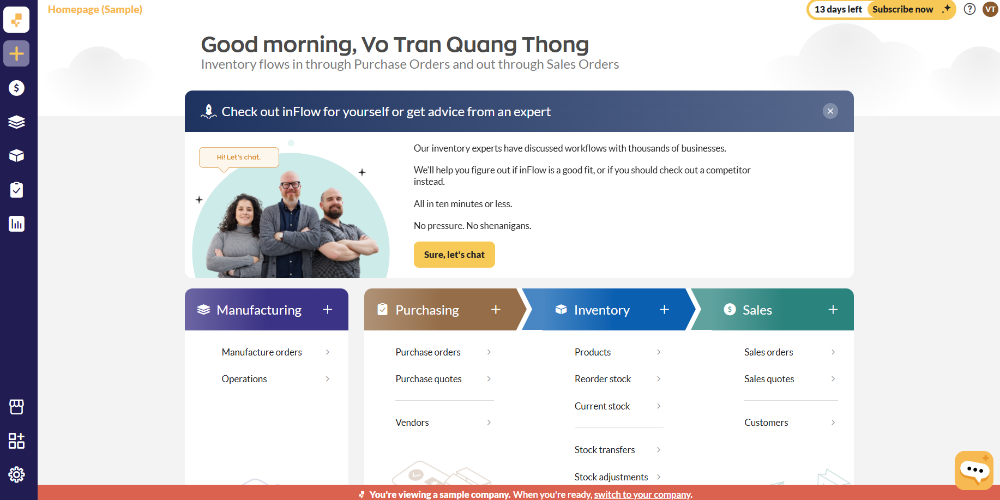 Homepage (Sample)
13 days left
Subscribe now
VT
Good morning, Vo Tran Quang Thong
Inventory flows in through Purchase Orders and out through Sales Orders
Check out inFlow for yourself or get advice from an expert
Hi! Let's chat.
Our inventory experts have discussed workflows with thousands of businesses.
We'll help you figure out if inFlow is a good fit, or if you should check out a competitor
instead.
All in ten minutes or less.
No pressure. No shenanigans.
Sure, let's chat
Manufacturing
Manufacture orders
Operations
Purchasing
Purchase orders
Purchase quotes
Vendors
Inventory
Products
Reorder stock
Current stock
Stock transfers
Stock adjustments
Sales
Sales orders
Sales quotes
Customers
You're viewing a sample company. When you're ready, switch to your company.